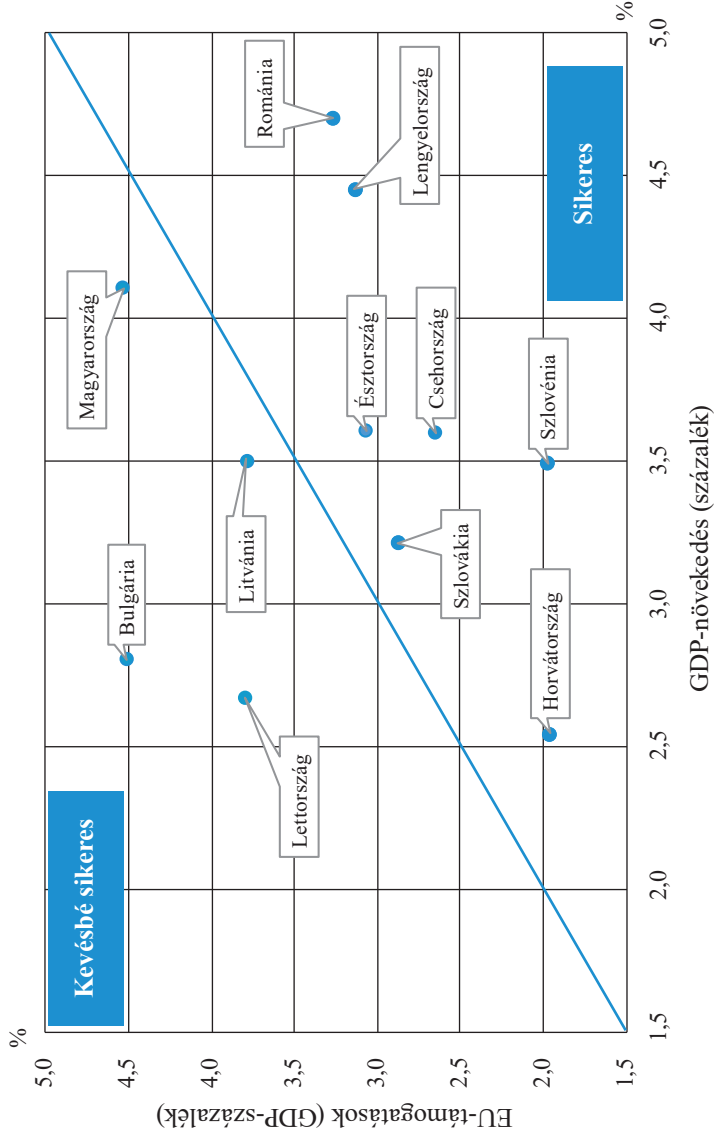 %
5,0
4,5
4,0
3,5
3,0
2,5
2,0
1,5
EU-támogatások (GDP-százalék)
Kevésbé sikeres
Bulgária
Magyarország
Lettország
Litvánia
Románia
Lengyelország
Észtország
Csehország
Szlovákia
Szlovénia
Horvátország
Sikeres
1,5
2,0
2,5
3,0
3,5
4,0
4,5
5,0
%
GDP-növekedés (százalék)